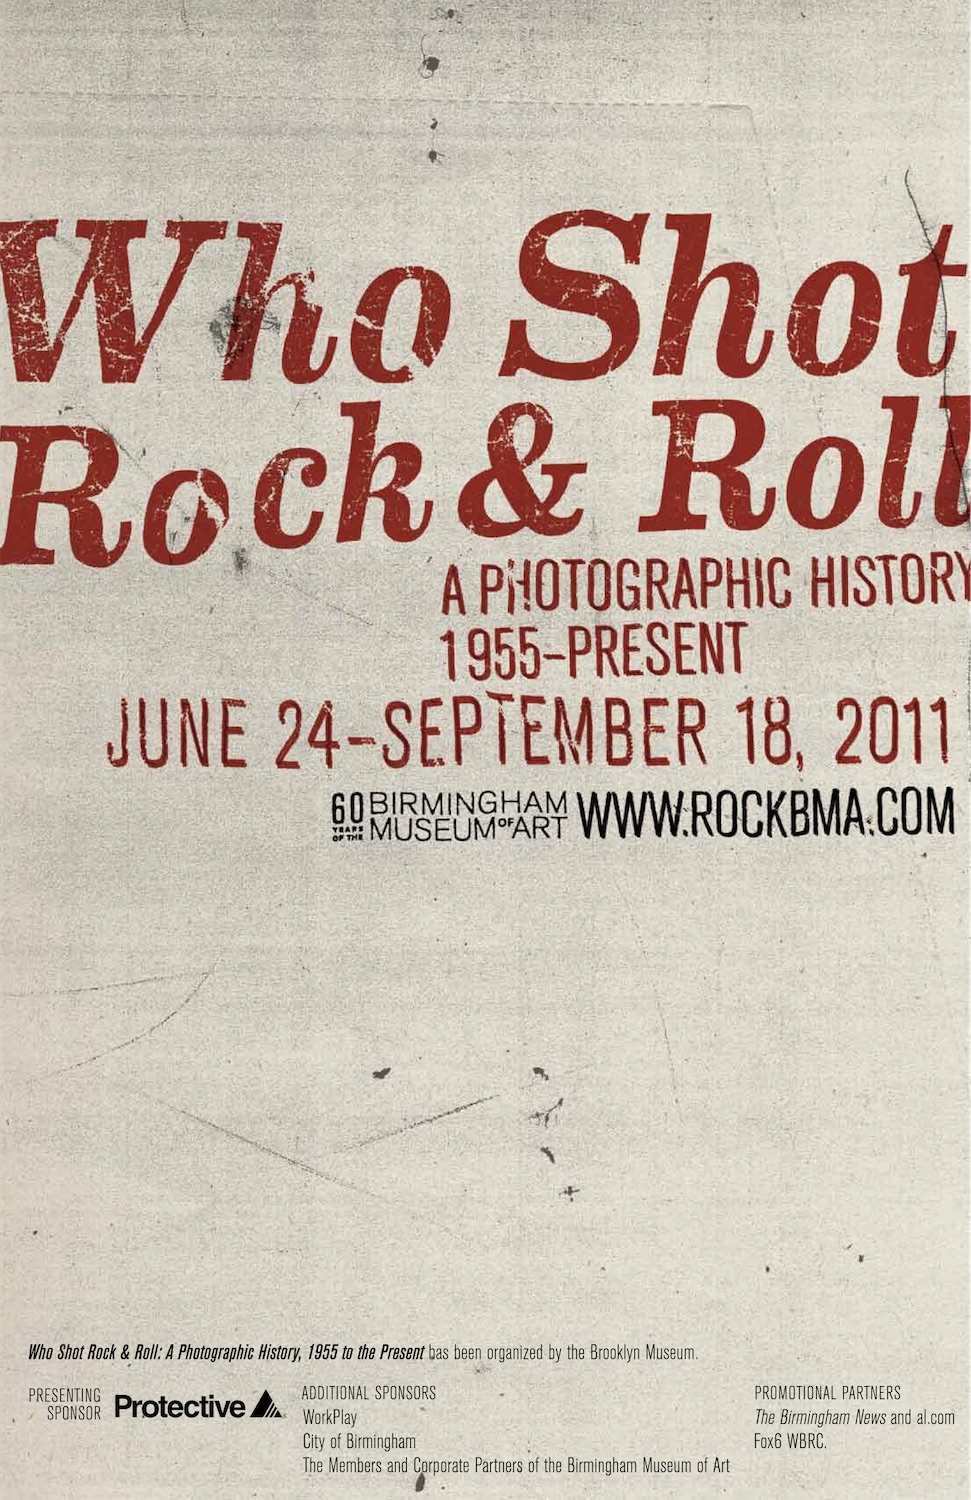 Who Shot
Rock & Roll
A PHOTOGRAPHIC HISTORY
1955–PRESENT
JUNE 24–SEPTEMBER 18, 2011
60 YEARS OF THE BIRMINGHAM MUSEUM OF ART WWW.ROCKBMA.COM
Who Shot Rock & Roll: A Photographic History, 1955 to the Present has been organized by the Brooklyn Museum.
PRESENTING
SPONSOR
Protective
ADDITIONAL SPONSORS
WorkPlay
City of Birmingham
The Members and Corporate Partners of the Birmingham Museum of Art
PROMOTIONAL PARTNERS
The Birmingham News and al.com
Fox6 WBRC.